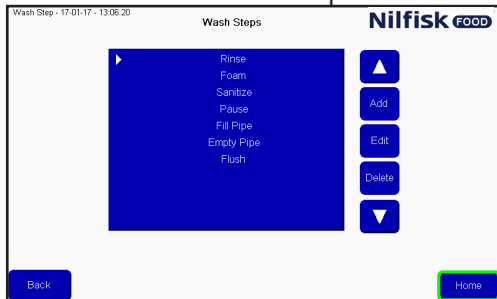 Wash Step - 17-01-17 - 13:06:20
Wash Steps
Nilfisk FOOD
Rinse
Foam
Sanitize
Pause
Fill Pipe
Empty Pipe
Flush
Add
Edit
Delete
Back
Home